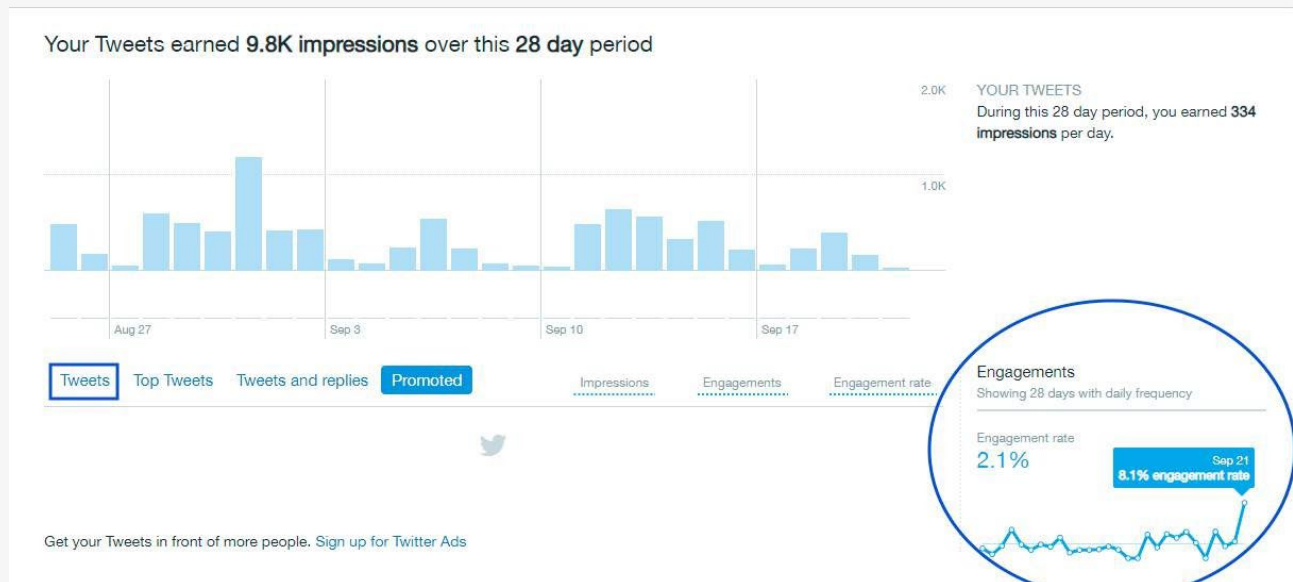 Your Tweets earned 9.8K impressions over this 28 day period
2.0K
1.0K
Aug 27
Sep 3
Sep 10
Sep 17
YOUR TWEETS
During this 28 day period, you earned 334
impressions per day.
Tweets Top Tweets Tweets and replies Promoted Impressions Engagements Engagement rate
Get your Tweets in front of more people. Sign up for Twitter Ads
Engagements
Showing 28 days with daily frequency
Engagement rate
2.1%
Sep 21
8.1% engagement rate